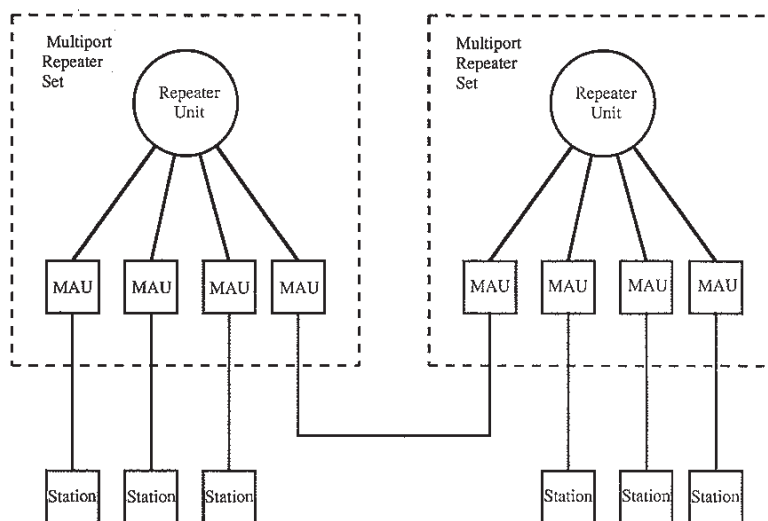 Multiport
Repeater
Set
Repeater
Unit
Multiport
Repeater
Set
Repeater
Unit
MAU
MAU
MAU
MAU
MAU
MAU
MAU
MAU
Station
Station
Station
Station
Station
Station